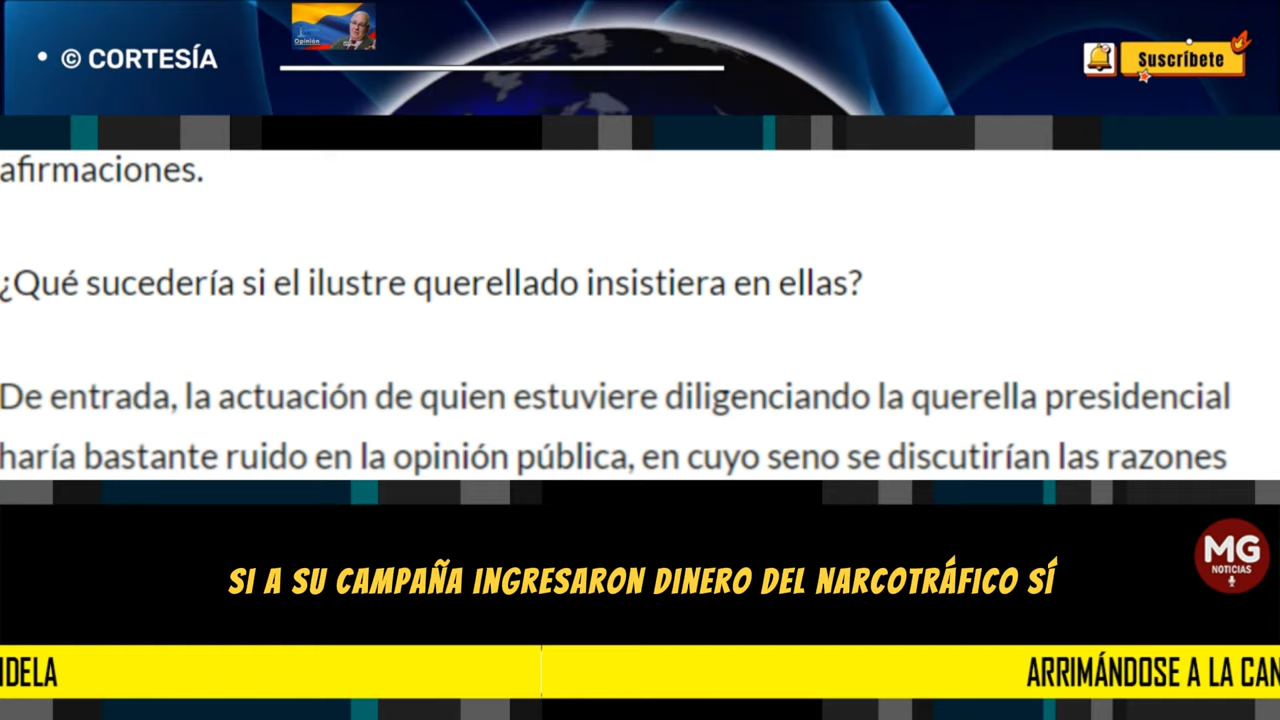 • © CORTESÍA
Opinión
Suscríbete
afirmaciones.
¿Qué sucedería si el ilustre querellado insistiera en ellas?
De entrada, la actuación de quien estuviere diligenciando la querella presidencial
haría bastante ruido en la opinión pública, en cuyo seno se discutirían las razones
SI A SU CAMPAÑA INGRESARON DINERO DEL NARCOTRÁFICO SÍ
MG
NOTICIAS
ARRIMÁNDOSE A LA